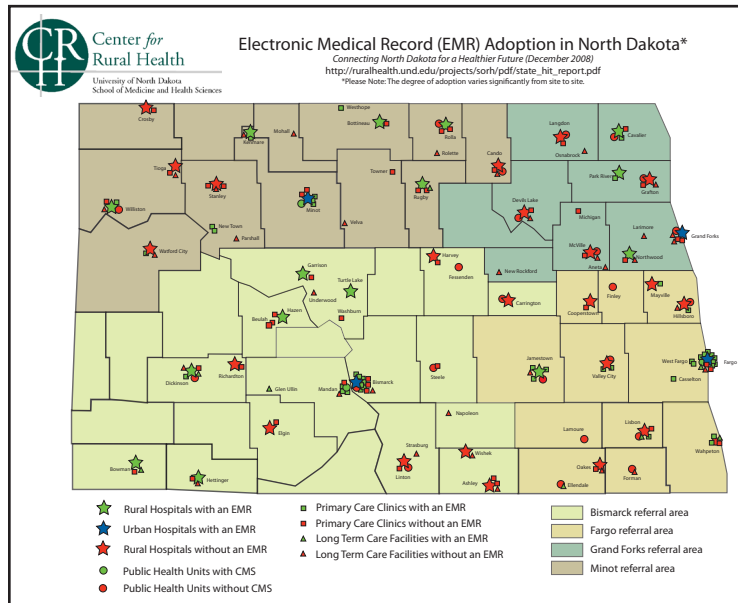 CRH
Center for
Rural Health
University of North Dakota
School of Medicine and Health Sciences
Electronic Medical Record (EMR) Adoption in North Dakota*
Connecting North Dakota for a Healthier Future (December 2008)
http://ruralhealth.und.edu/projects/sorh/pdf/state_hit_report.pdf
*Please Note: The degree of adoption varies significantly from site to site.
Crosby
Kenmare
Mohall
Westhope
Bottineau
Rolla
Rolette
Cando
Langdon
Osnabrock
Cavalier
Tioga
Stanley
Towner
Rugby
Park River
Grafton
Williston
Minot
Velva
Devils Lake
New Town
Parshall
Michigan
Larimore
Grand Forks
Watford City
McVille
Northwood
Aneta
Harvey
Fessenden
New Rockford
Garrison
Turtle Lake
Underwood
Washburn
Carrington
Cooperstown
Finley
Mayville
Hillsboro
Hazen
Beulah
Dickinson
Richardton
Glen Ullin
Mandan
Bismarck
Steele
Jamestown
Valley City
West Fargo
Fargo
Casselton
Elgin
Napoleon
Strasburg
Linton
Wishek
Lamoure
Lisbon
Wahpeton
Bowman
Hettinger
Ashley
Oakes
Ellendale
Forman
Rural Hospitals with an EMR
Urban Hospitals with an EMR
Rural Hospitals without an EMR
Public Health Units with CMS
Public Health Units without CMS
Primary Care Clinics with an EMR
Primary Care Clinics without an EMR
Long Term Care Facilities with an EMR
Long Term Care Facilities without an EMR
Bismarck referral area
Fargo referral area
Grand Forks referral area
Minot referral area